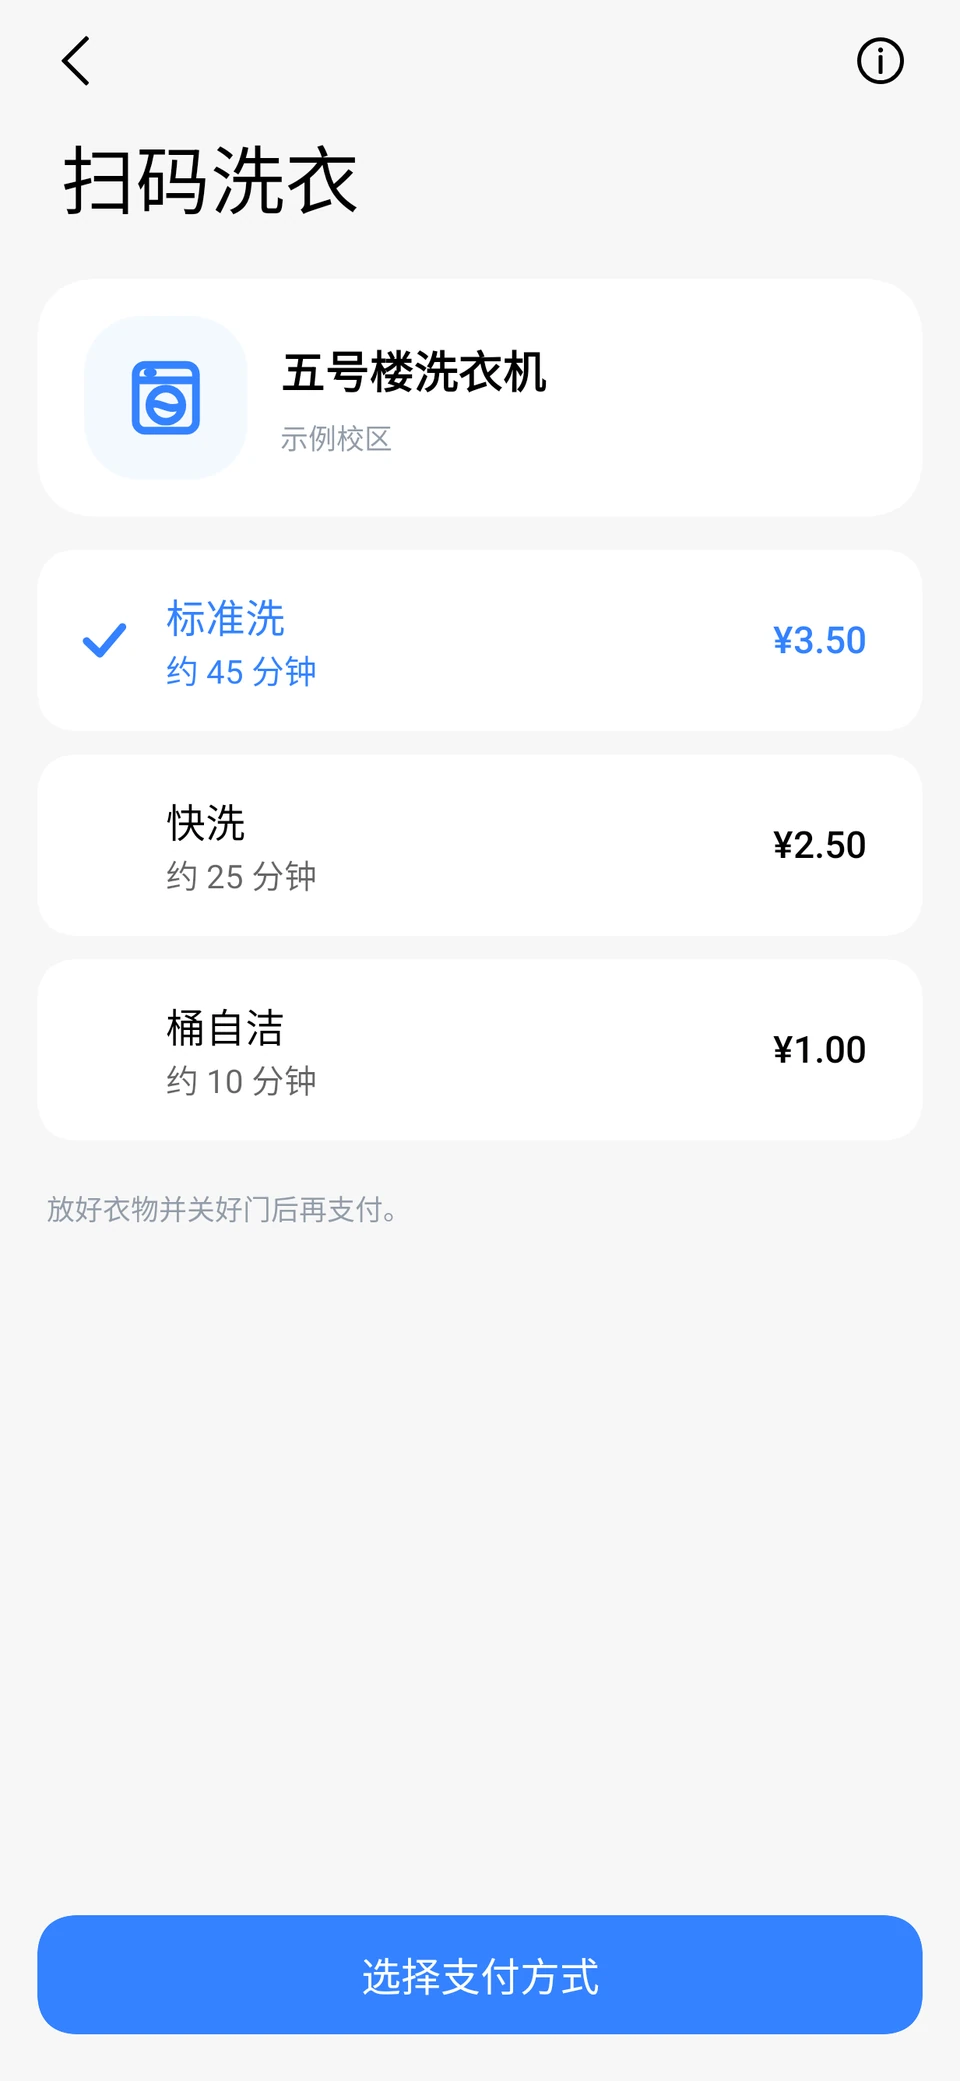 扫码洗衣
五号楼洗衣机
示例校区
标准洗
约 45 分钟
¥3.50
快洗
约 25 分钟
¥2.50
桶自洁
约 10 分钟
¥1.00
放好衣物并关好门后再支付。
选择支付方式